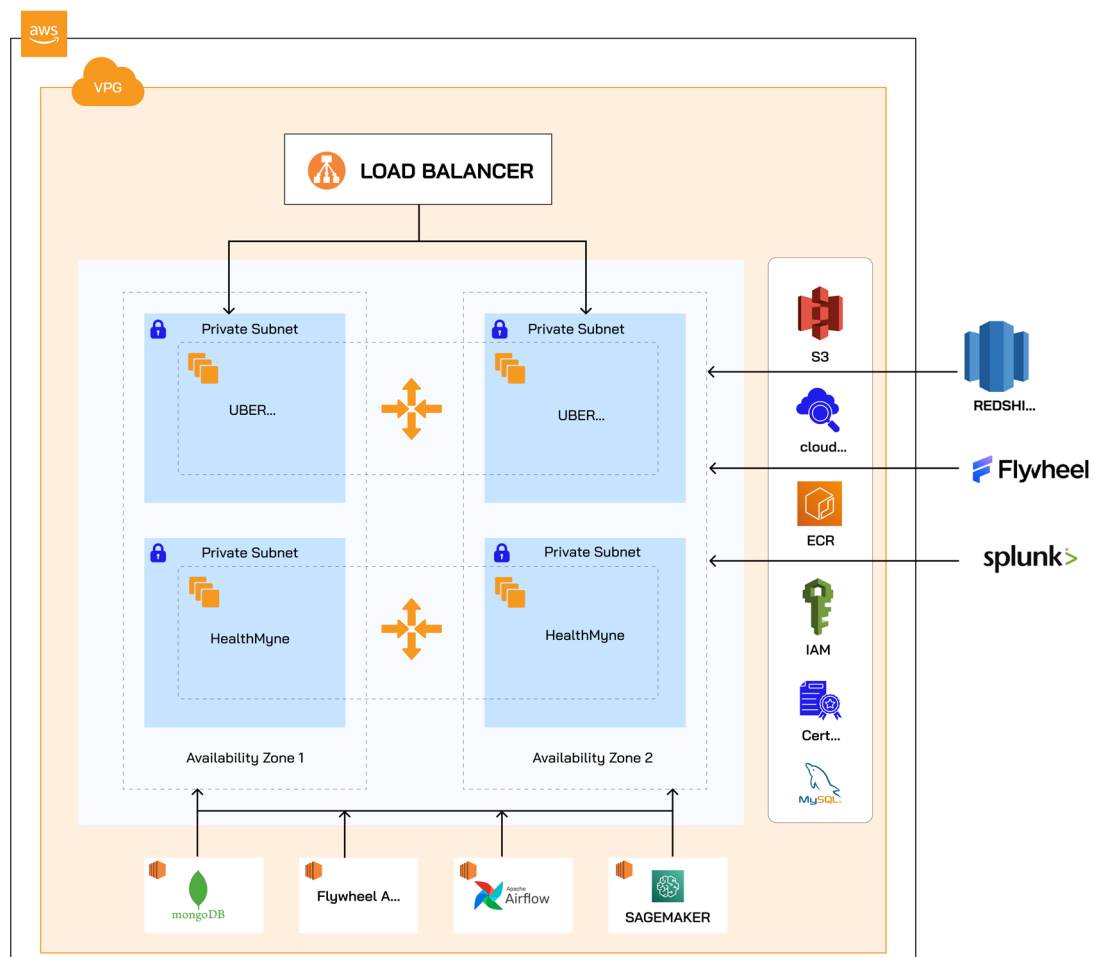 aws
VPG
LOAD BALANCER
Private Subnet
UBER...
Private Subnet
UBER...
Private Subnet
HealthMyne
Private Subnet
HealthMyne
Availability Zone 1
Availability Zone 2
S3
cloud...
ECR
IAM
Cert...
MySQL
REDSHI...
Flywheel
splunk>
mongoDB
Flywheel A...
Apache
Airflow
SAGEMAKER